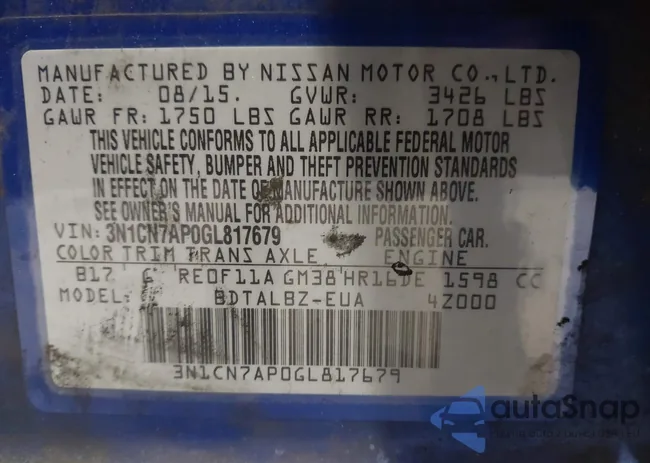 MANUFACTURED BY NISSAN MOTOR CO., LTD.
DATE: 08/15. GVWR: 3426 LBS
GAWR FR: 1750 LBS GAWR RR: 1708 LBS
THIS VEHICLE CONFORMS TO ALL APPLICABLE FEDERAL MOTOR
VEHICLE SAFETY, BUMPER AND THEFT PREVENTION STANDARDS
IN EFFECT ON THE DATE OF MANUFACTURE SHOWN ABOVE.
SEE OWNER'S MANUAL FOR ADDITIONAL INFORMATION.
VIN: 3N1CN7AP0GL817679 PASSENGER CAR.
COLOR TRIM TRANS AXLE ENGINE
B17 G RE0F11A GM38 HR16DE 1598 CC
MODEL: BDTALBZ-EUA 4Z000
3N1CN7AP0GL817679
autoSnap